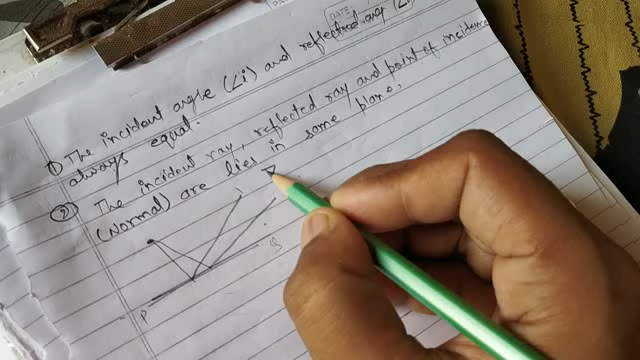 DATE
① The incident angle (∠i) and reflected angle (∠r)
always equal.
② The incident ray, reflected ray and point of incidence
(Normal) are lies in same plane,
P